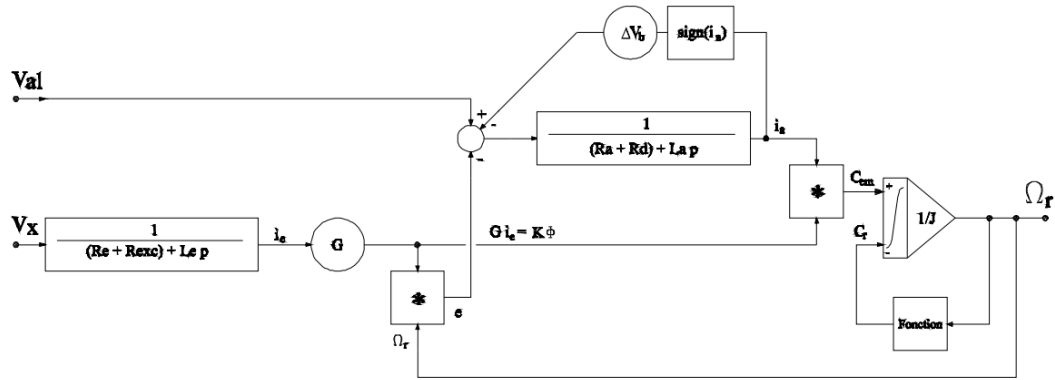 ΔVb
sign(ia)
Val
+
-
-
1
(Ra + Rd) + La p
ia
*
Cem
+
1/J
Ωr
Vx
1
(Re + Rexc) + Le p
ie
G
G ie = K Φ
Cr
-
*
e
Fonction
Ωr